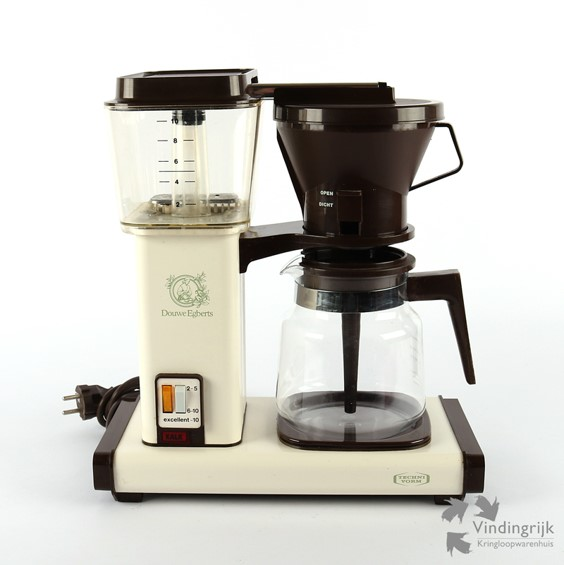 10
8
6
4
2
OPEN
DICHT
Douwe Egberts
2-5
6-10
excellent-10
TECHNI
VORM
Vindingrijk
Kringloopwarenhuis